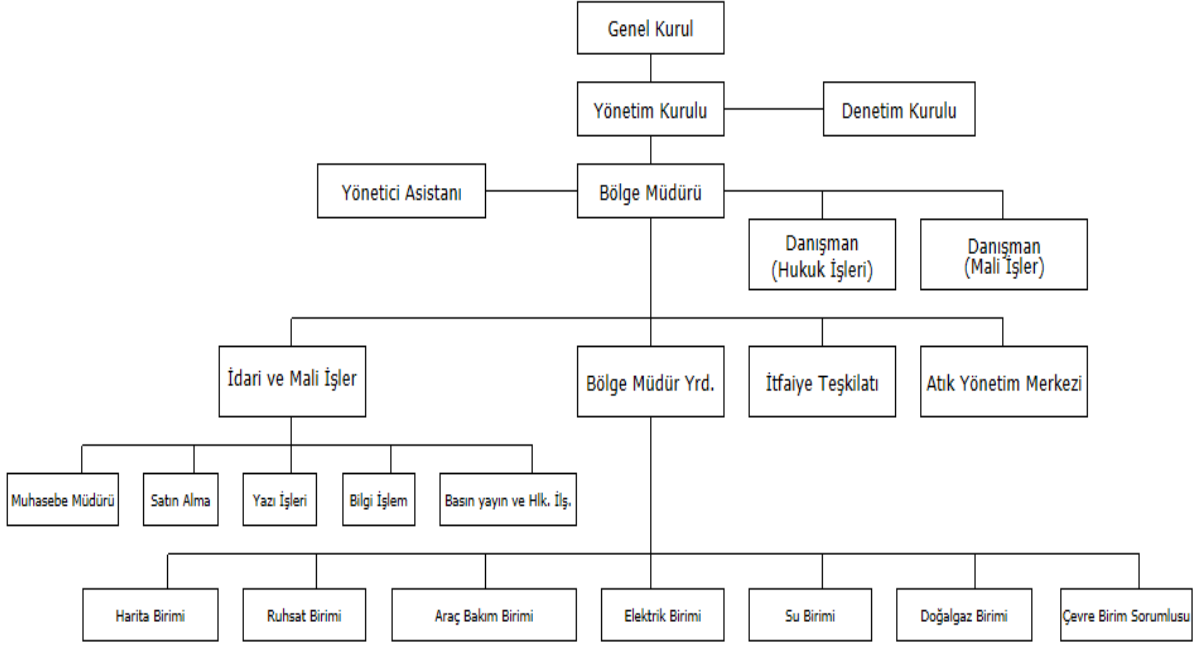 Genel Kurul
Yönetim Kurulu
Denetim Kurulu
Yönetici Asistanı
Bölge Müdürü
Danışman
(Hukuk İşleri)
Danışman
(Mali İşler)
İdari ve Mali İşler
Bölge Müdür Yrd.
İtfaiye Teşkilatı
Atık Yönetim Merkezi
Muhasebe Müdürü
Satın Alma
Yazı İşleri
Bilgi İşlem
Basın yayın ve Hlk. İlş.
Harita Birimi
Ruhsat Birimi
Araç Bakım Birimi
Elektrik Birimi
Su Birimi
Doğalgaz Birimi
Çevre Birim Sorumlusu